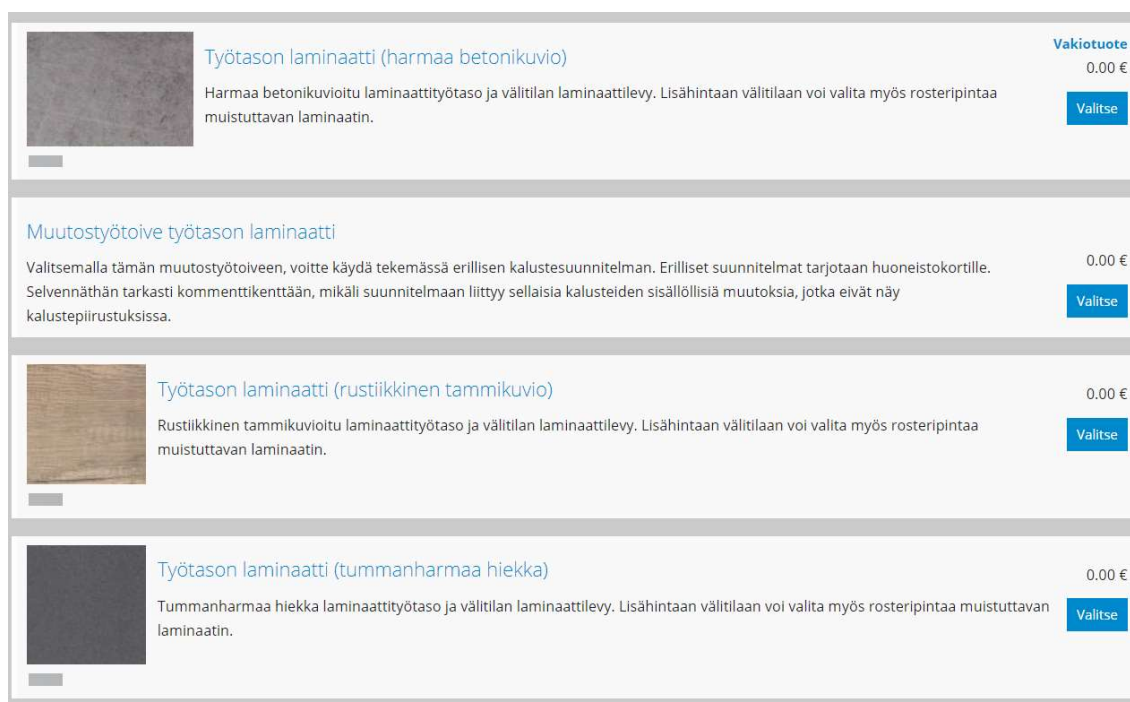 Työtason laminaatti (harmaa betonikuvio)
Vakiotuote
0.00 €
Harmaa betonikuvioitu laminaattityötaso ja välitilan laminaattilevy. Lisähintaan välitilaan voi valita myös rosteripintaa
muistuttavan laminaatin.
Valitse
Muutostyötoive työtason laminaatti
Valitsemalla tämän muutostyötoiveen, voitte käydä tekemässä erillisen kalustesuunnitelman. Erilliset suunnitelmat tarjotaan huoneistokortille.
Selvennäthän tarkasti kommenttikenttään, mikäli suunnitelmaan liittyy sellaisia kalusteiden sisällöllisiä muutoksia, jotka eivät näy
kalustepiirustuksissa.
0.00 €
Valitse
Työtason laminaatti (rustiikkinen tammikuvio)
0.00 €
Rustiikkinen tammikuvioitu laminaattityötaso ja välitilan laminaattilevy. Lisähintaan välitilaan voi valita myös rosteripintaa
muistuttavan laminaatin.
Valitse
Työtason laminaatti (tummanharmaa hiekka)
0.00 €
Tummanharmaa hiekka laminaattityötaso ja välitilan laminaattilevy. Lisähintaan välitilaan voi valita myös rosteripintaa muistuttavan
laminaatin.
Valitse